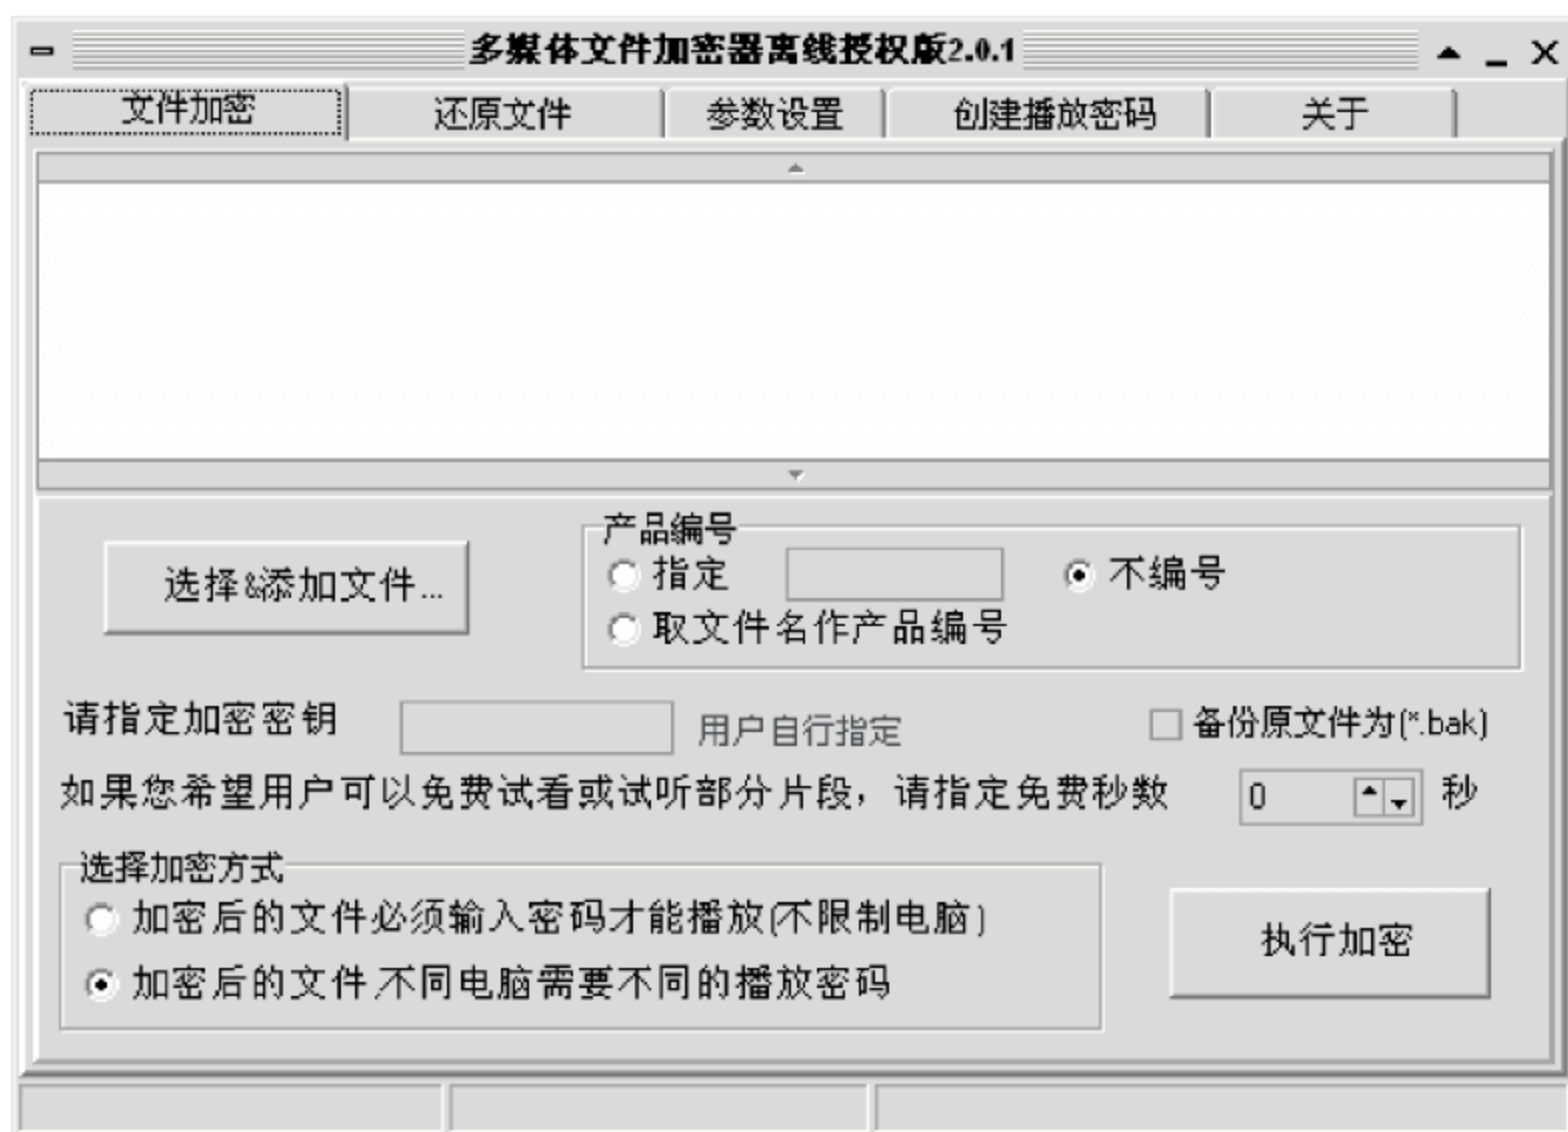 多媒体文件加密器离线授权版2.0.1
文件加密 还原文件 参数设置 创建播放密码 关于
产品编号
选择&添加文件... 指定 不编号
取文件名作产品编号
请指定加密密钥 用户自行指定 备份原文件为(*.bak)
如果您希望用户可以免费试看或试听部分片段，请指定免费秒数 0 秒
选择加密方式
加密后的文件必须输入密码才能播放(不限制电脑)
执行加密
加密后的文件,不同电脑需要不同的播放密码